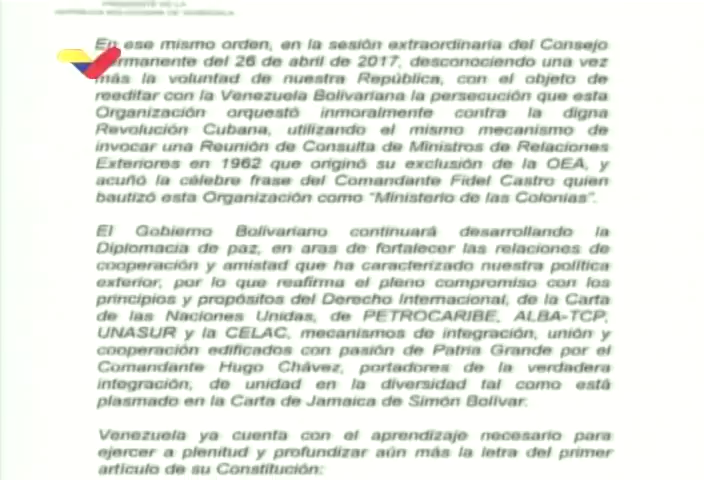 PRESIDENTE DE LA
REPÚBLICA BOLIVARIANA DE VENEZUELA
En ese mismo orden, en la sesión extraordinaria del Consejo
Permanente del 26 de abril de 2017, desconociendo una vez
más la voluntad de nuestra República, con el objeto de
reeditar con la Venezuela Bolivariana la persecución que esta
Organización orquestó inmoralmente contra la digna
Revolución Cubana, utilizando el mismo mecanismo de
invocar una Reunión de Consulta de Ministros de Relaciones
Exteriores en 1962 que originó su exclusión de la OEA, y
acuñó la célebre frase del Comandante Fidel Castro quien
bautizó esta Organización como "Ministerio de las Colonias".
El Gobierno Bolivariano continuará desarrollando la
Diplomacia de paz, en aras de fortalecer las relaciones de
cooperación y amistad que ha caracterizado nuestra política
exterior, por lo que reafirma el pleno compromiso con los
principios y propósitos del Derecho Internacional, de la Carta
de las Naciones Unidas, de PETROCARIBE, ALBA-TCP,
UNASUR y la CELAC, mecanismos de integración, unión y
cooperación edificados con pasión de Patria Grande por el
Comandante Hugo Chávez, portadores de la verdadera
integración, de unidad en la diversidad tal como está
plasmado en la Carta de Jamaica de Simón Bolívar.
Venezuela ya cuenta con el aprendizaje necesario para
ejercer a plenitud y profundizar aún más la letra del primer
artículo de su Constitución: